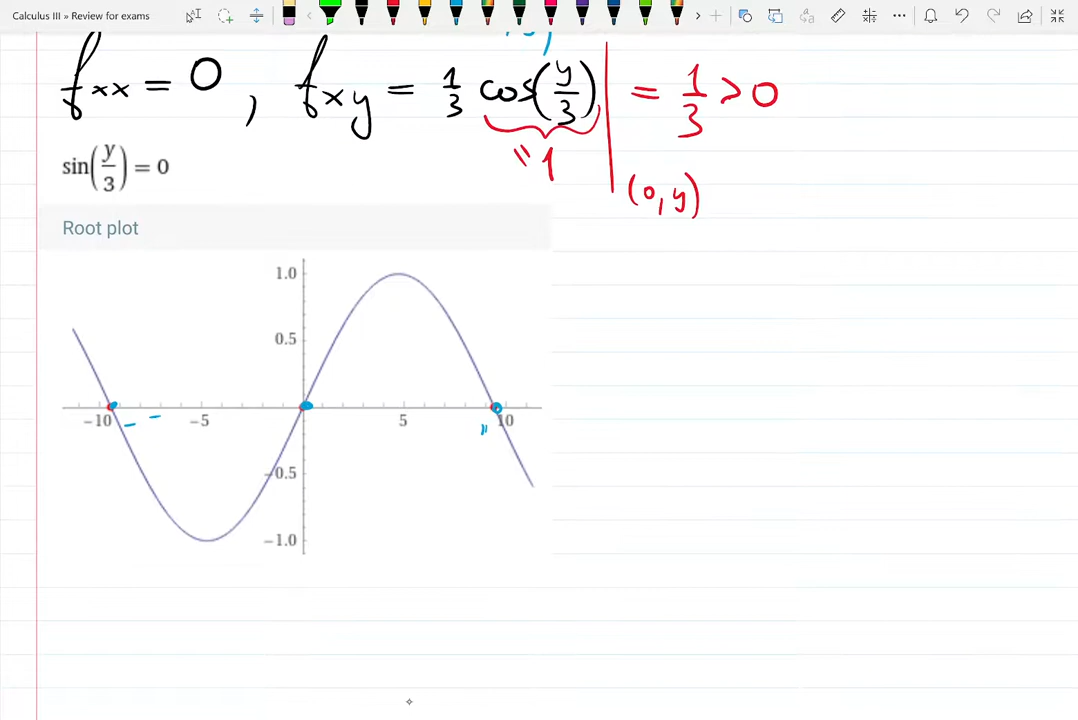 Calculus III » Review for exams
fxx = 0 , fxy = 1/3 cos(y/3) | = 1/3 > 0
"1
(0, y)
sin(y/3) = 0
Root plot
1.0
0.5
−10 −5 5 10
−0.5
−1.0